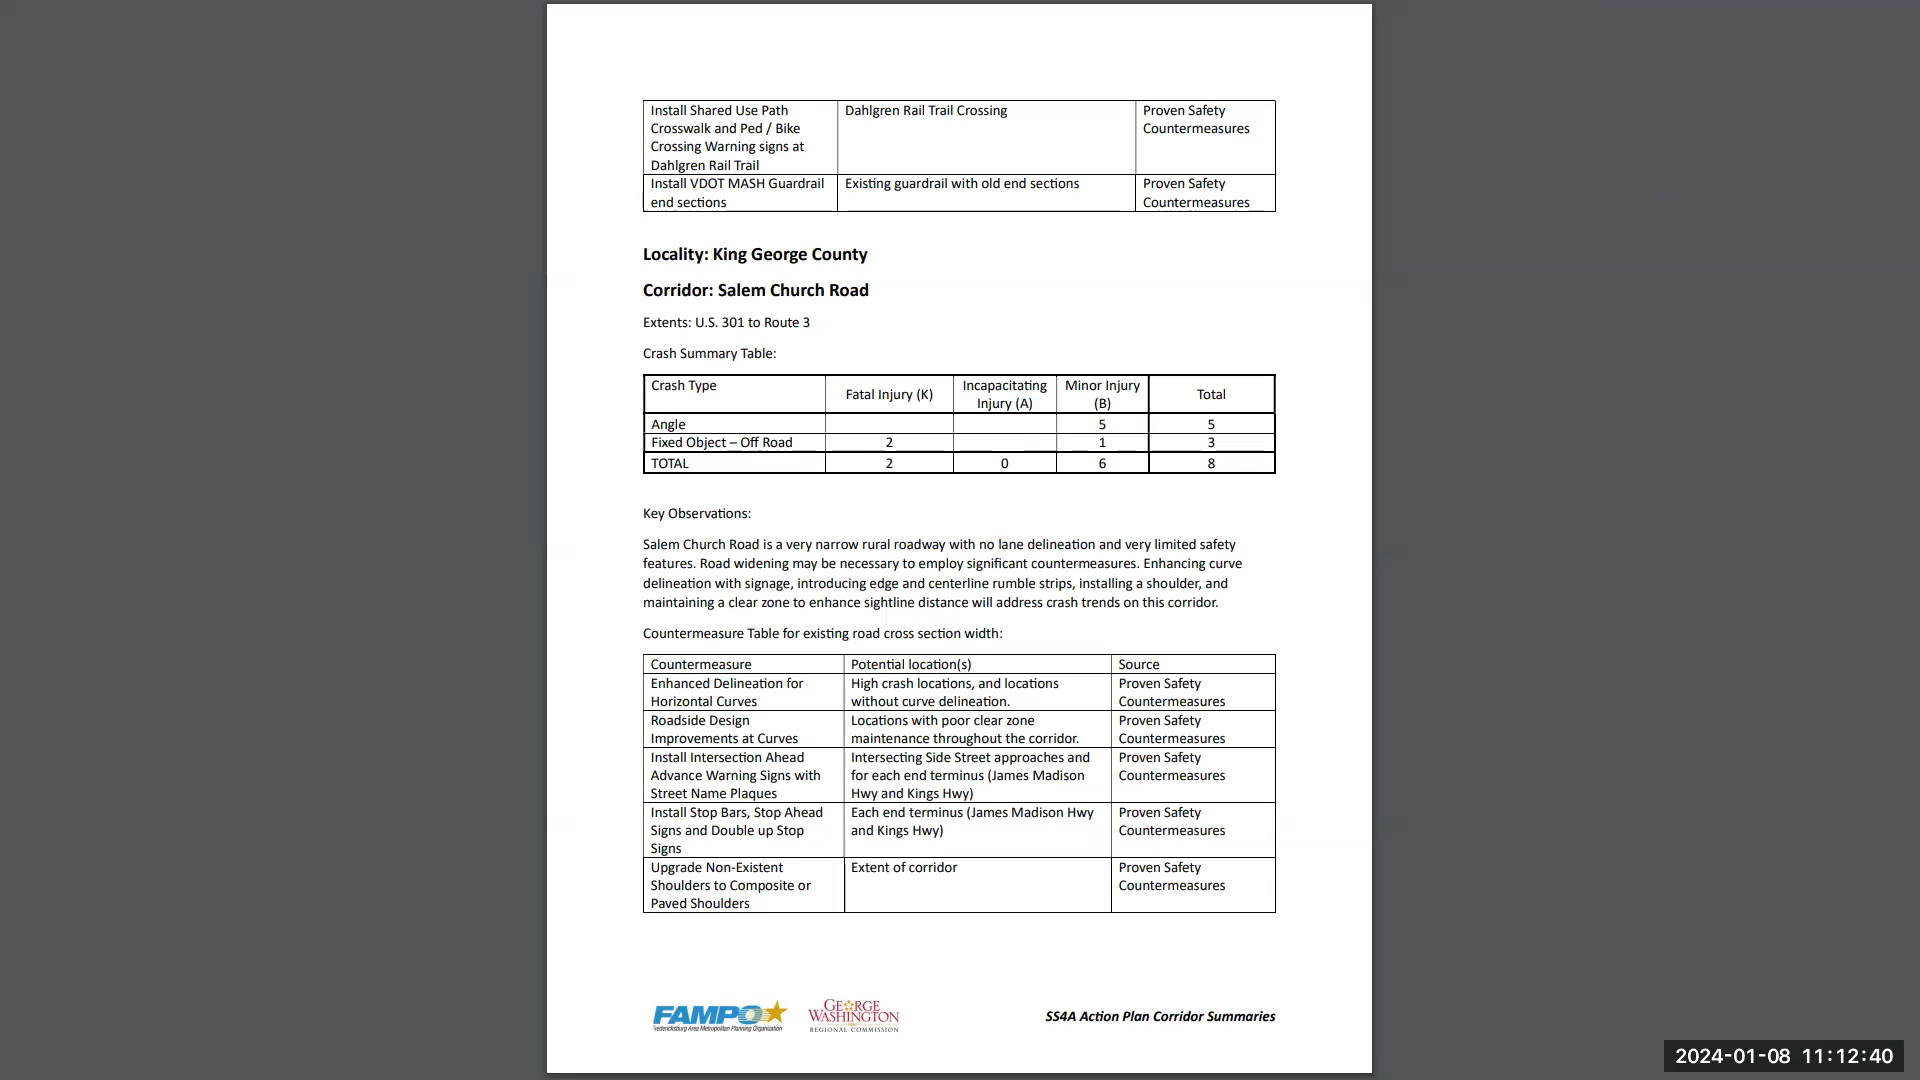 Install Shared Use Path Dahlgren Rail Trail Crossing Proven Safety
Crosswalk and Ped / Bike Countermeasures
Crossing Warning signs at
Dahlgren Rail Trail
Install VDOT MASH Guardrail Existing guardrail with old end sections Proven Safety
end sections Countermeasures
Locality: King George County
Corridor: Salem Church Road
Extents: U.S. 301 to Route 3
Crash Summary Table:
Crash Type Fatal Injury (K) Incapacitating Minor Injury Total
Injury (A) (B)
Angle 5 5
Fixed Object – Off Road 2 1 3
TOTAL 2 0 6 8
Key Observations:
Salem Church Road is a very narrow rural roadway with no lane delineation and very limited safety
features. Road widening may be necessary to employ significant countermeasures. Enhancing curve
delineation with signage, introducing edge and centerline rumble strips, installing a shoulder, and
maintaining a clear zone to enhance sightline distance will address crash trends on this corridor.
Countermeasure Table for existing road cross section width:
Countermeasure Potential location(s) Source
Enhanced Delineation for High crash locations, and locations Proven Safety
Horizontal Curves without curve delineation. Countermeasures
Roadside Design Locations with poor clear zone Proven Safety
Improvements at Curves maintenance throughout the corridor. Countermeasures
Install Intersection Ahead Intersecting Side Street approaches and Proven Safety
Advance Warning Signs with for each end terminus (James Madison Countermeasures
Street Name Plaques Hwy and Kings Hwy)
Install Stop Bars, Stop Ahead Each end terminus (James Madison Hwy Proven Safety
Signs and Double up Stop and Kings Hwy) Countermeasures
Signs
Upgrade Non-Existent Extent of corridor Proven Safety
Shoulders to Composite or Countermeasures
Paved Shoulders
FAMPO
Fredericksburg Area Metropolitan Planning Organization
GEORGE
WASHINGTON
REGIONAL COMMISSION
SS4A Action Plan Corridor Summaries
2024-01-08 11:12:40